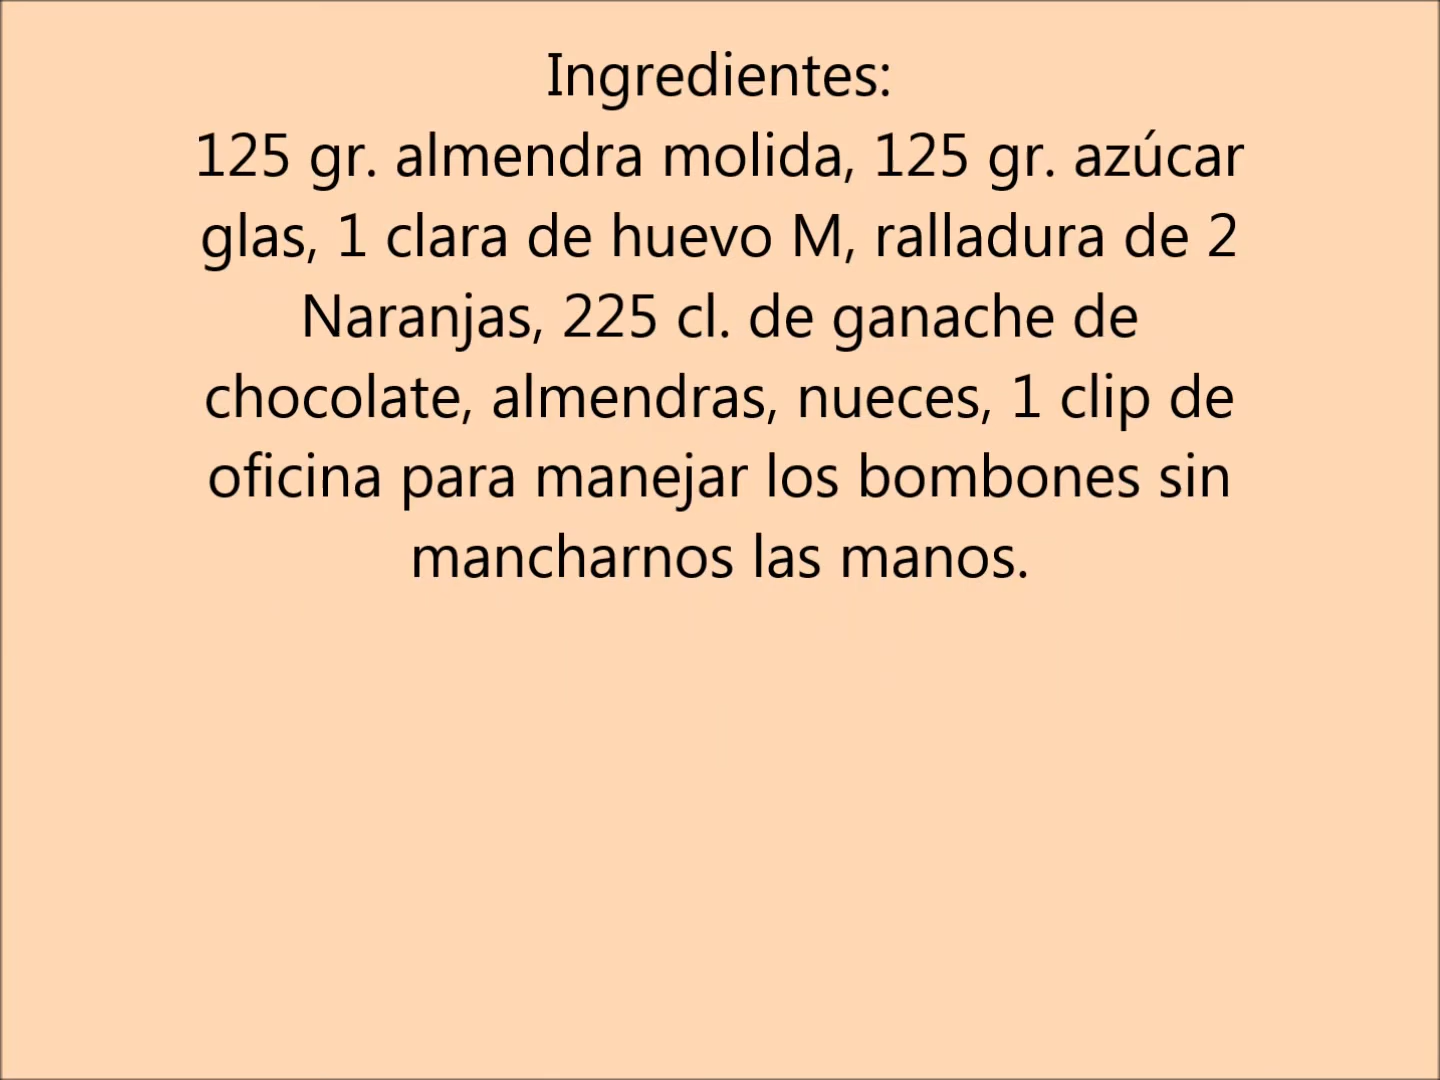 Ingredientes:
125 gr. almendra molida, 125 gr. azúcar
glas, 1 clara de huevo M, ralladura de 2
Naranjas, 225 cl. de ganache de
chocolate, almendras, nueces, 1 clip de
oficina para manejar los bombones sin
mancharnos las manos.